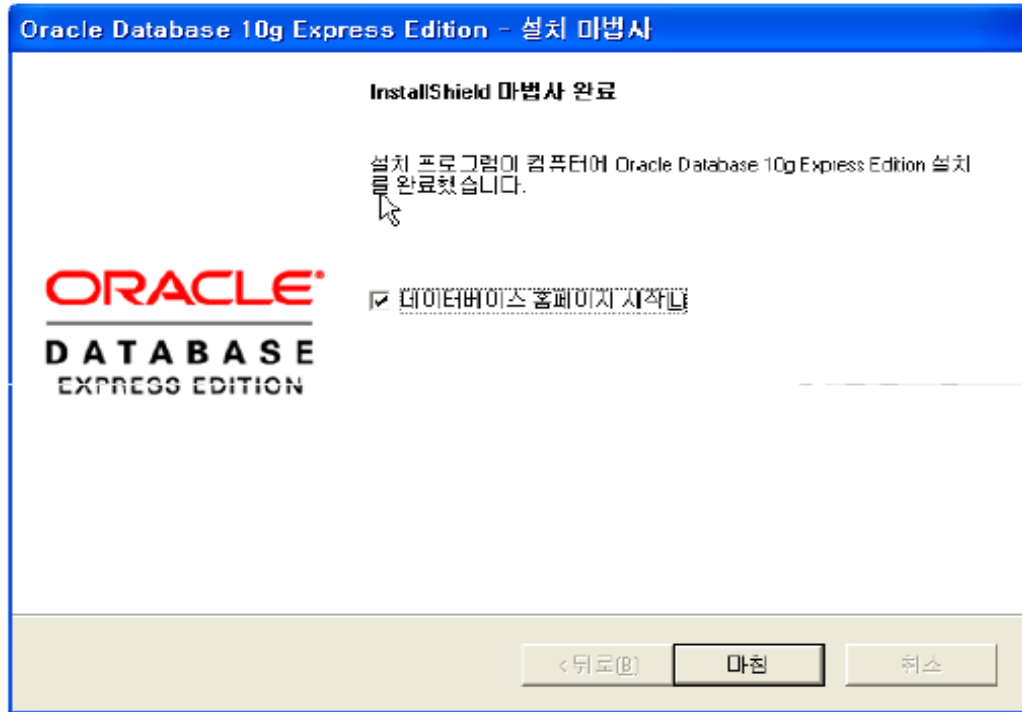 Oracle Database 10g Express Edition - 설치 마법사
InstallShield 마법사 완료
설치 프로그램이 컴퓨터에 Oracle Database 10g Express Edition 설치
를 완료했습니다.
데이터베이스 홈페이지 시작(L)
ORACLE
DATABASE
EXPRESS EDITION
< 뒤로(B)
마침
취소